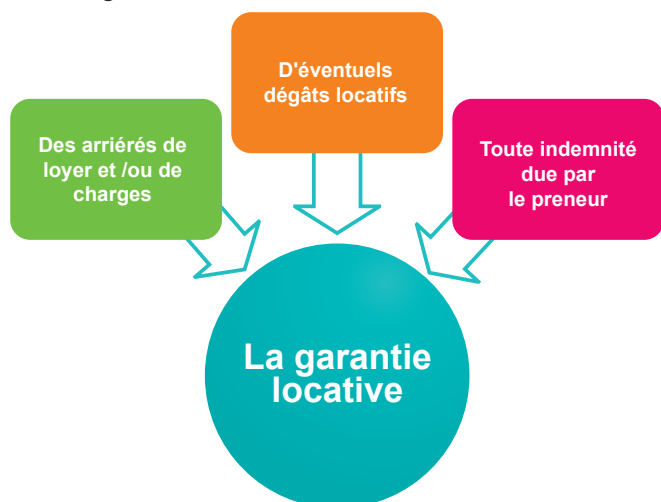 D'éventuels
dégâts locatifs
Des arriérés de
loyer et /ou de
charges
Toute indemnité
due par
le preneur
La garantie
locative